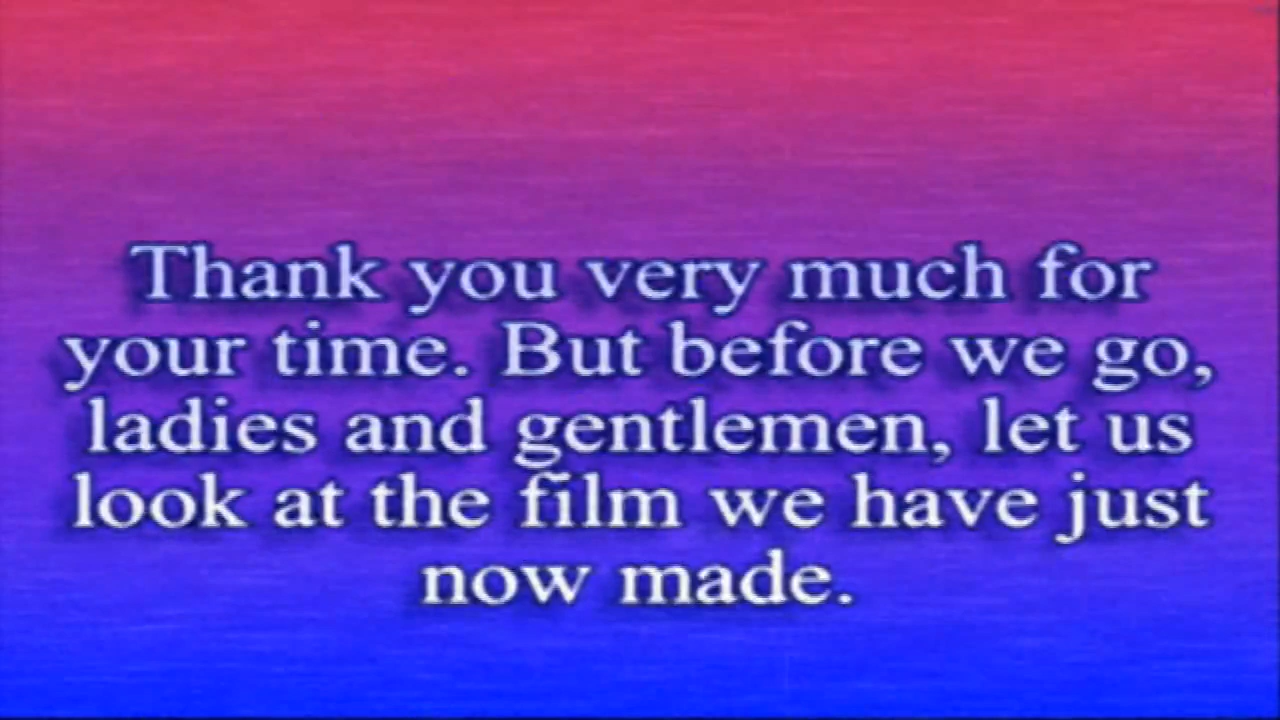 Thank you very much for
your time. But before we go,
ladies and gentlemen, let us
look at the film we have just
now made.